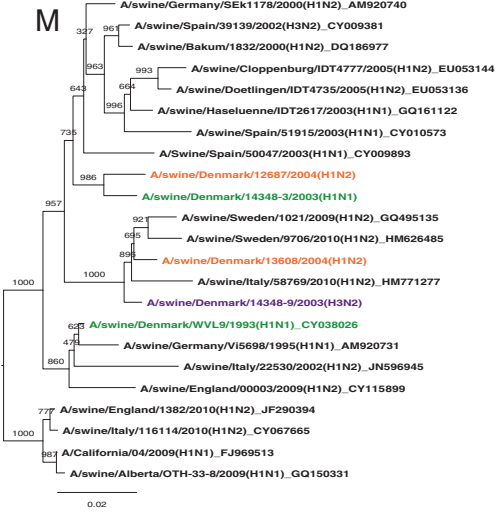 M
A/swine/Germany/SEk1178/2000(H1N2)_AM920740
327
961
A/swine/Spain/39139/2002(H3N2)_CY009381
A/swine/Bakum/1832/2000(H1N2)_DQ186977
963
993
A/swine/Cloppenburg/IDT4777/2005(H1N2)_EU053144
664
A/swine/Doetlingen/IDT4735/2005(H1N2)_EU053136
643
996
A/swine/Haseluenne/IDT2617/2003(H1N1)_GQ161122
A/swine/Spain/51915/2003(H1N1)_CY010573
735
A/Swine/Spain/50047/2003(H1N1)_CY009893
986
A/swine/Denmark/12687/2004(H1N2)
A/swine/Denmark/14348-3/2003(H1N1)
957
921
A/swine/Sweden/1021/2009(H1N2)_GQ495135
695
A/swine/Sweden/9706/2010(H1N2)_HM626485
895
A/swine/Denmark/13608/2004(H1N2)
1000
1000
A/swine/Italy/58769/2010(H1N2)_HM771277
A/swine/Denmark/14348-9/2003(H3N2)
623
A/swine/Denmark/WVL9/1993(H1N1)_CY038026
479
A/swine/Germany/Vi5698/1995(H1N1)_AM920731
860
A/swine/Italy/22530/2002(H1N2)_JN596945
A/swine/England/00003/2009(H1N2)_CY115899
777
A/swine/England/1382/2010(H1N2)_JF290394
1000
A/swine/Italy/116114/2010(H1N2)_CY067665
987
A/California/04/2009(H1N1)_FJ969513
A/swine/Alberta/OTH-33-8/2009(H1N1)_GQ150331
0.02